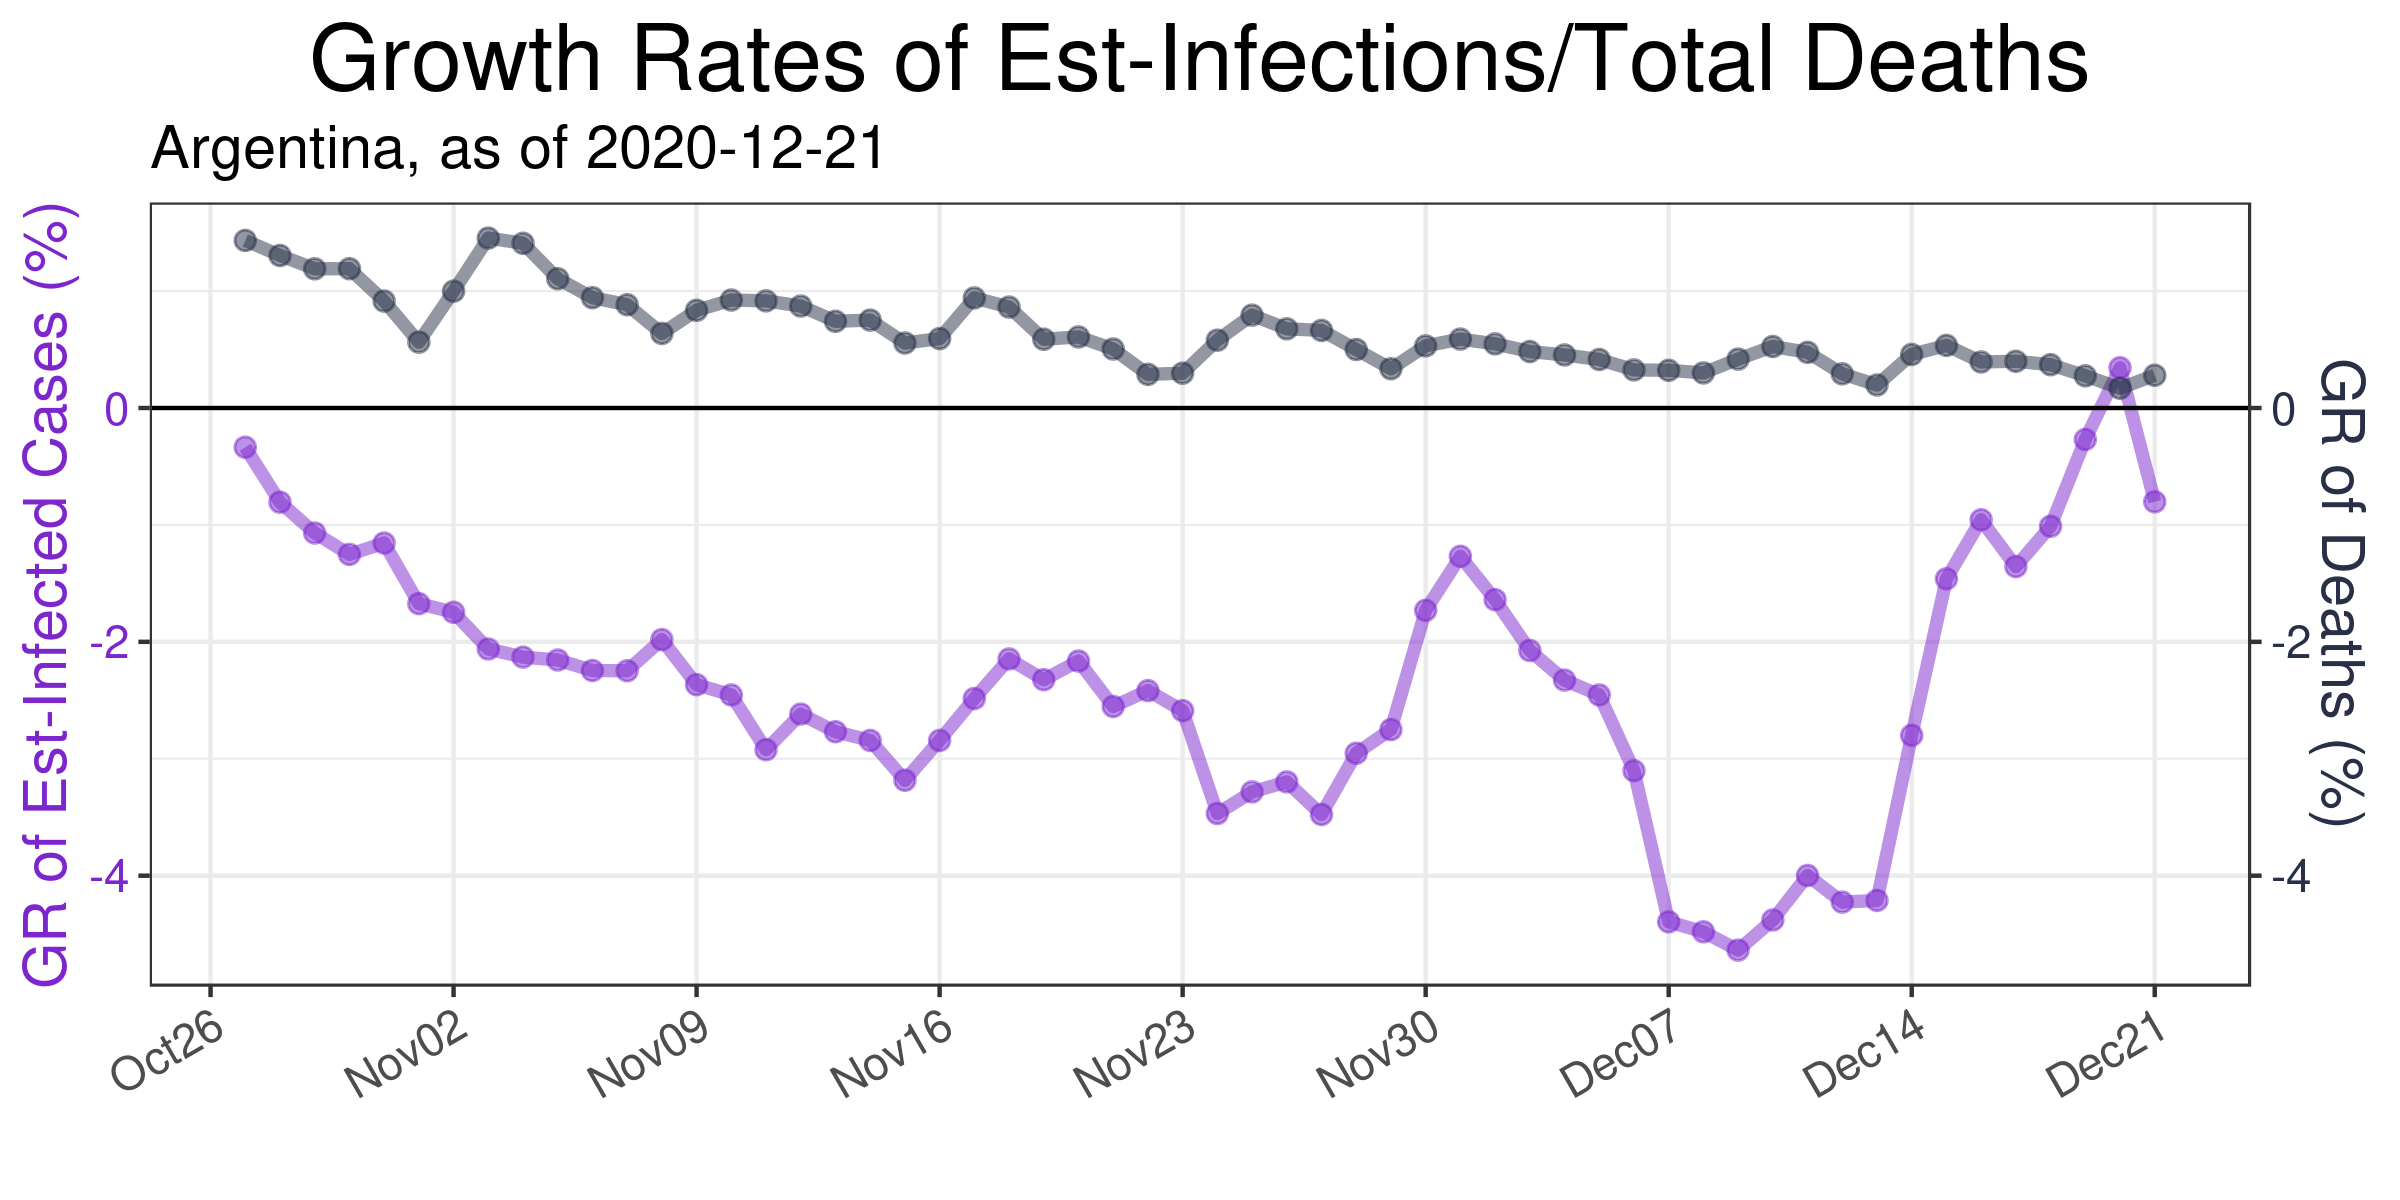 Growth Rates of Est-Infections/Total Deaths
Argentina, as of 2020-12-21
GR of Est-Infected Cases (%)
0
-2
-4
0
-2
-4
GR of Deaths (%)
Oct26
Nov02
Nov09
Nov16
Nov23
Nov30
Dec07
Dec14
Dec21